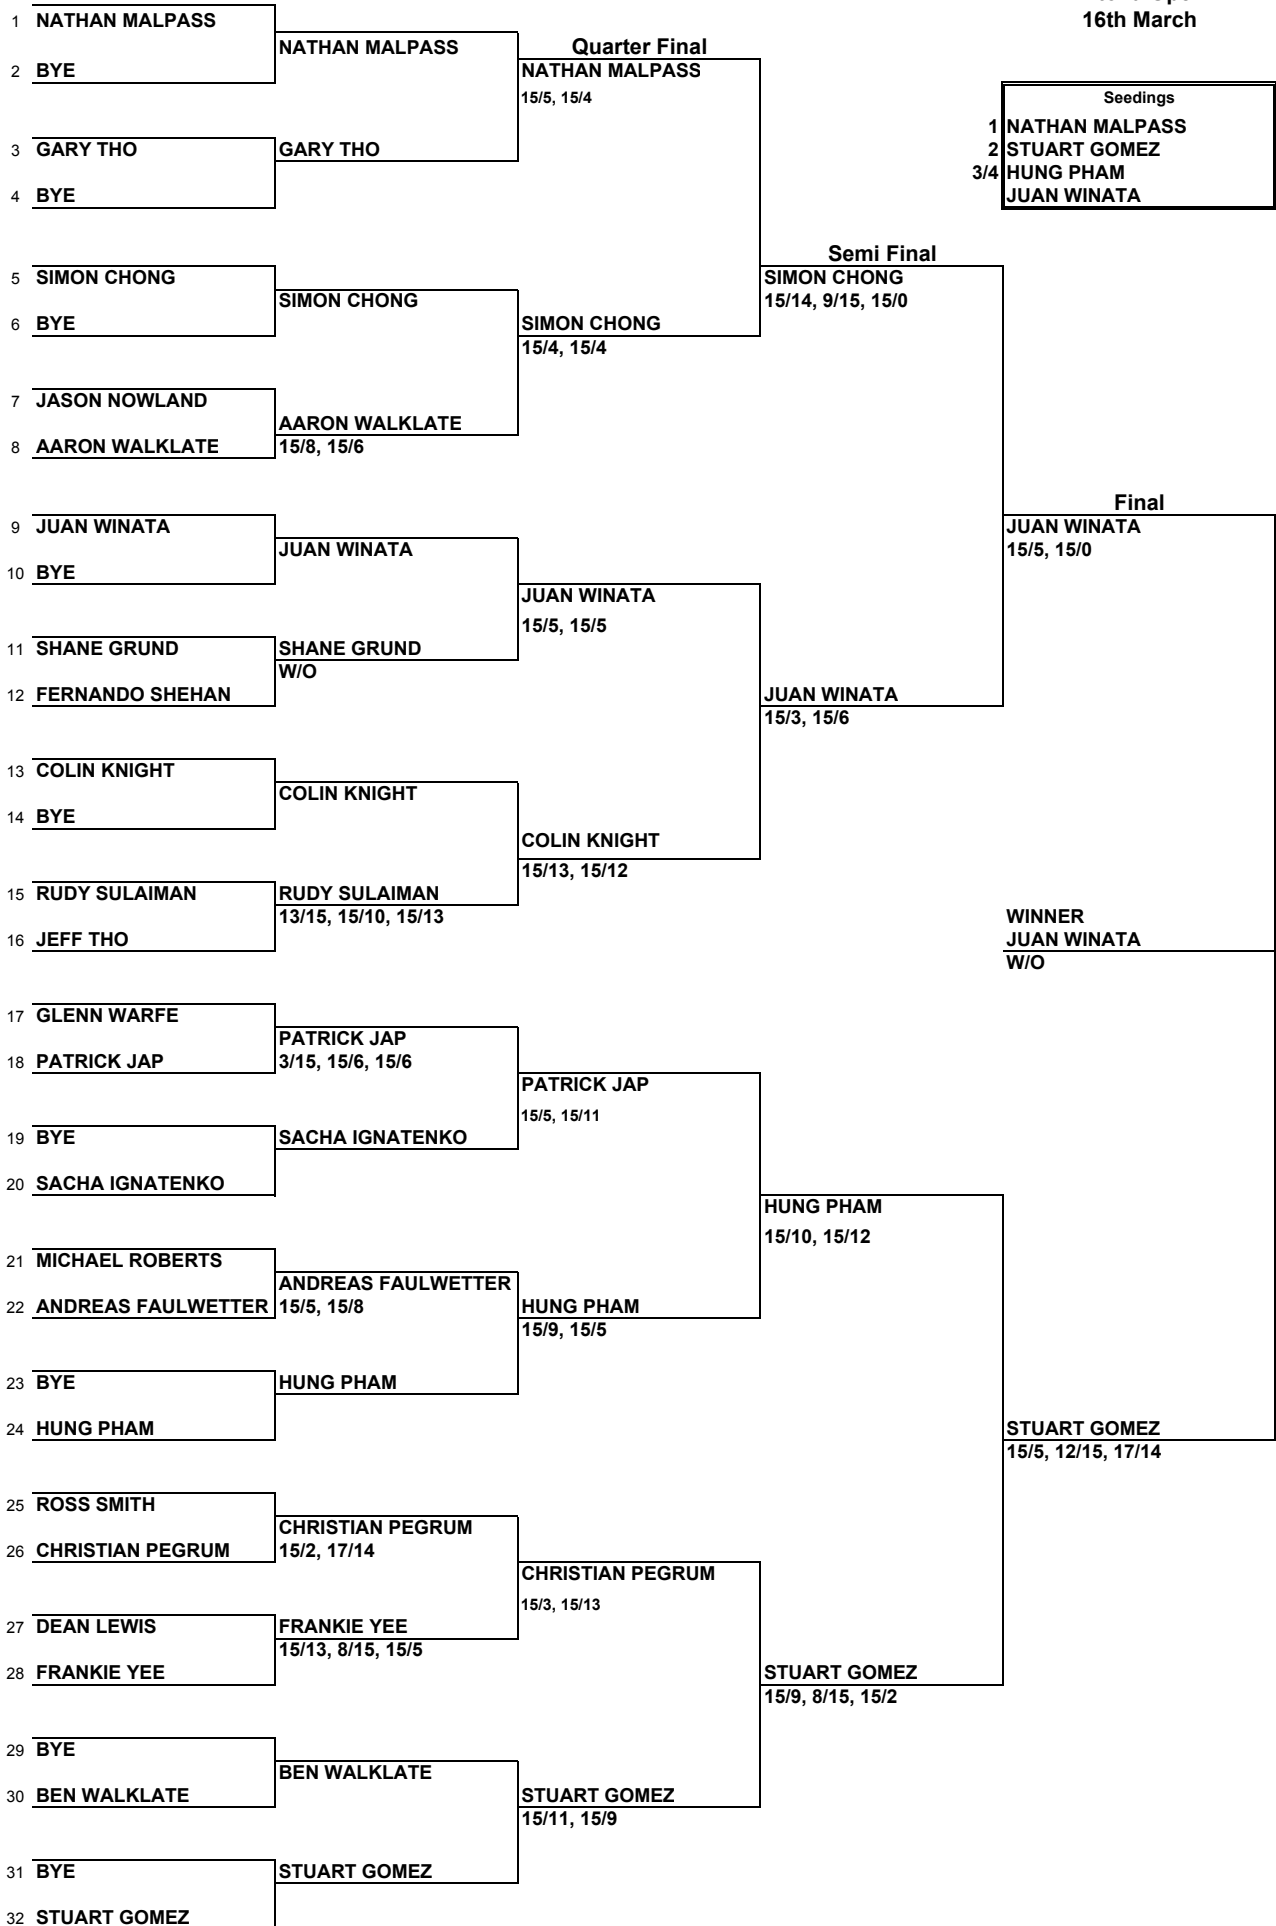 16th March
Seedings
1 NATHAN MALPASS
2 STUART GOMEZ
3/4 HUNG PHAM
JUAN WINATA
1 NATHAN MALPASS
2 BYE
3 GARY THO
4 BYE
5 SIMON CHONG
6 BYE
7 JASON NOWLAND
8 AARON WALKLATE
9 JUAN WINATA
10 BYE
11 SHANE GRUND
12 FERNANDO SHEHAN
13 COLIN KNIGHT
14 BYE
15 RUDY SULAIMAN
16 JEFF THO
17 GLENN WARFE
18 PATRICK JAP
19 BYE
20 SACHA IGNATENKO
21 MICHAEL ROBERTS
22 ANDREAS FAULWETTER
23 BYE
24 HUNG PHAM
25 ROSS SMITH
26 CHRISTIAN PEGRUM
27 DEAN LEWIS
28 FRANKIE YEE
29 BYE
30 BEN WALKLATE
31 BYE
32 STUART GOMEZ
NATHAN MALPASS
GARY THO
SIMON CHONG
AARON WALKLATE
15/8, 15/6
JUAN WINATA
SHANE GRUND
W/O
COLIN KNIGHT
RUDY SULAIMAN
13/15, 15/10, 15/13
PATRICK JAP
3/15, 15/6, 15/6
SACHA IGNATENKO
ANDREAS FAULWETTER
15/5, 15/8
HUNG PHAM
CHRISTIAN PEGRUM
15/2, 17/14
FRANKIE YEE
15/13, 8/15, 15/5
BEN WALKLATE
STUART GOMEZ
Quarter Final
NATHAN MALPASS
15/5, 15/4
SIMON CHONG
15/4, 15/4
JUAN WINATA
15/5, 15/5
COLIN KNIGHT
15/13, 15/12
PATRICK JAP
15/5, 15/11
HUNG PHAM
15/9, 15/5
CHRISTIAN PEGRUM
15/3, 15/13
STUART GOMEZ
15/11, 15/9
Semi Final
SIMON CHONG
15/14, 9/15, 15/0
JUAN WINATA
15/3, 15/6
HUNG PHAM
15/10, 15/12
STUART GOMEZ
15/9, 8/15, 15/2
Final
JUAN WINATA
15/5, 15/0
STUART GOMEZ
15/5, 12/15, 17/14
WINNER
JUAN WINATA
W/O